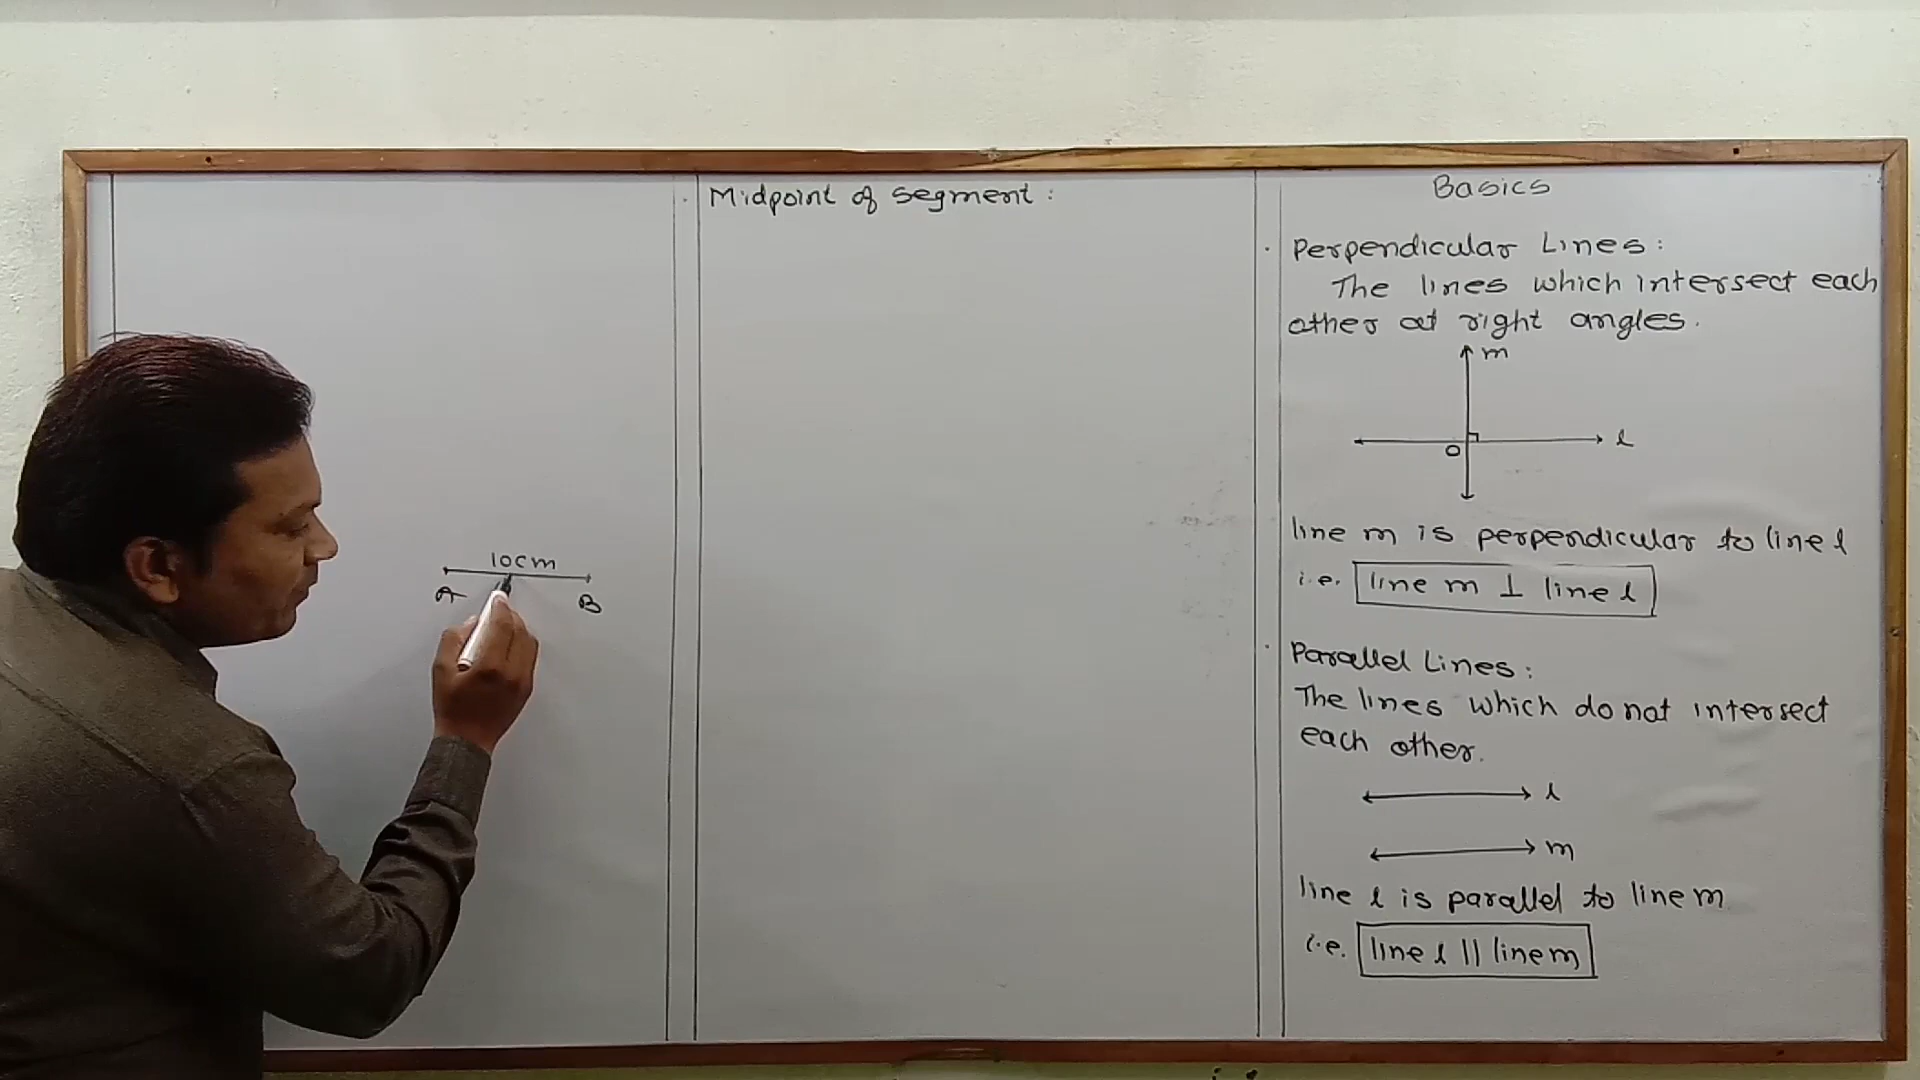 10cm
A B
Midpoint of segment:
Basics
Perpendicular Lines:
The lines which intersect each
other at right angles.
m
l
O
line m is perpendicular to line l
i.e. line m ⊥ line l
Parallel Lines:
The lines which do not intersect
each other.
l
m
line l is parallel to line m
i.e. line l || line m